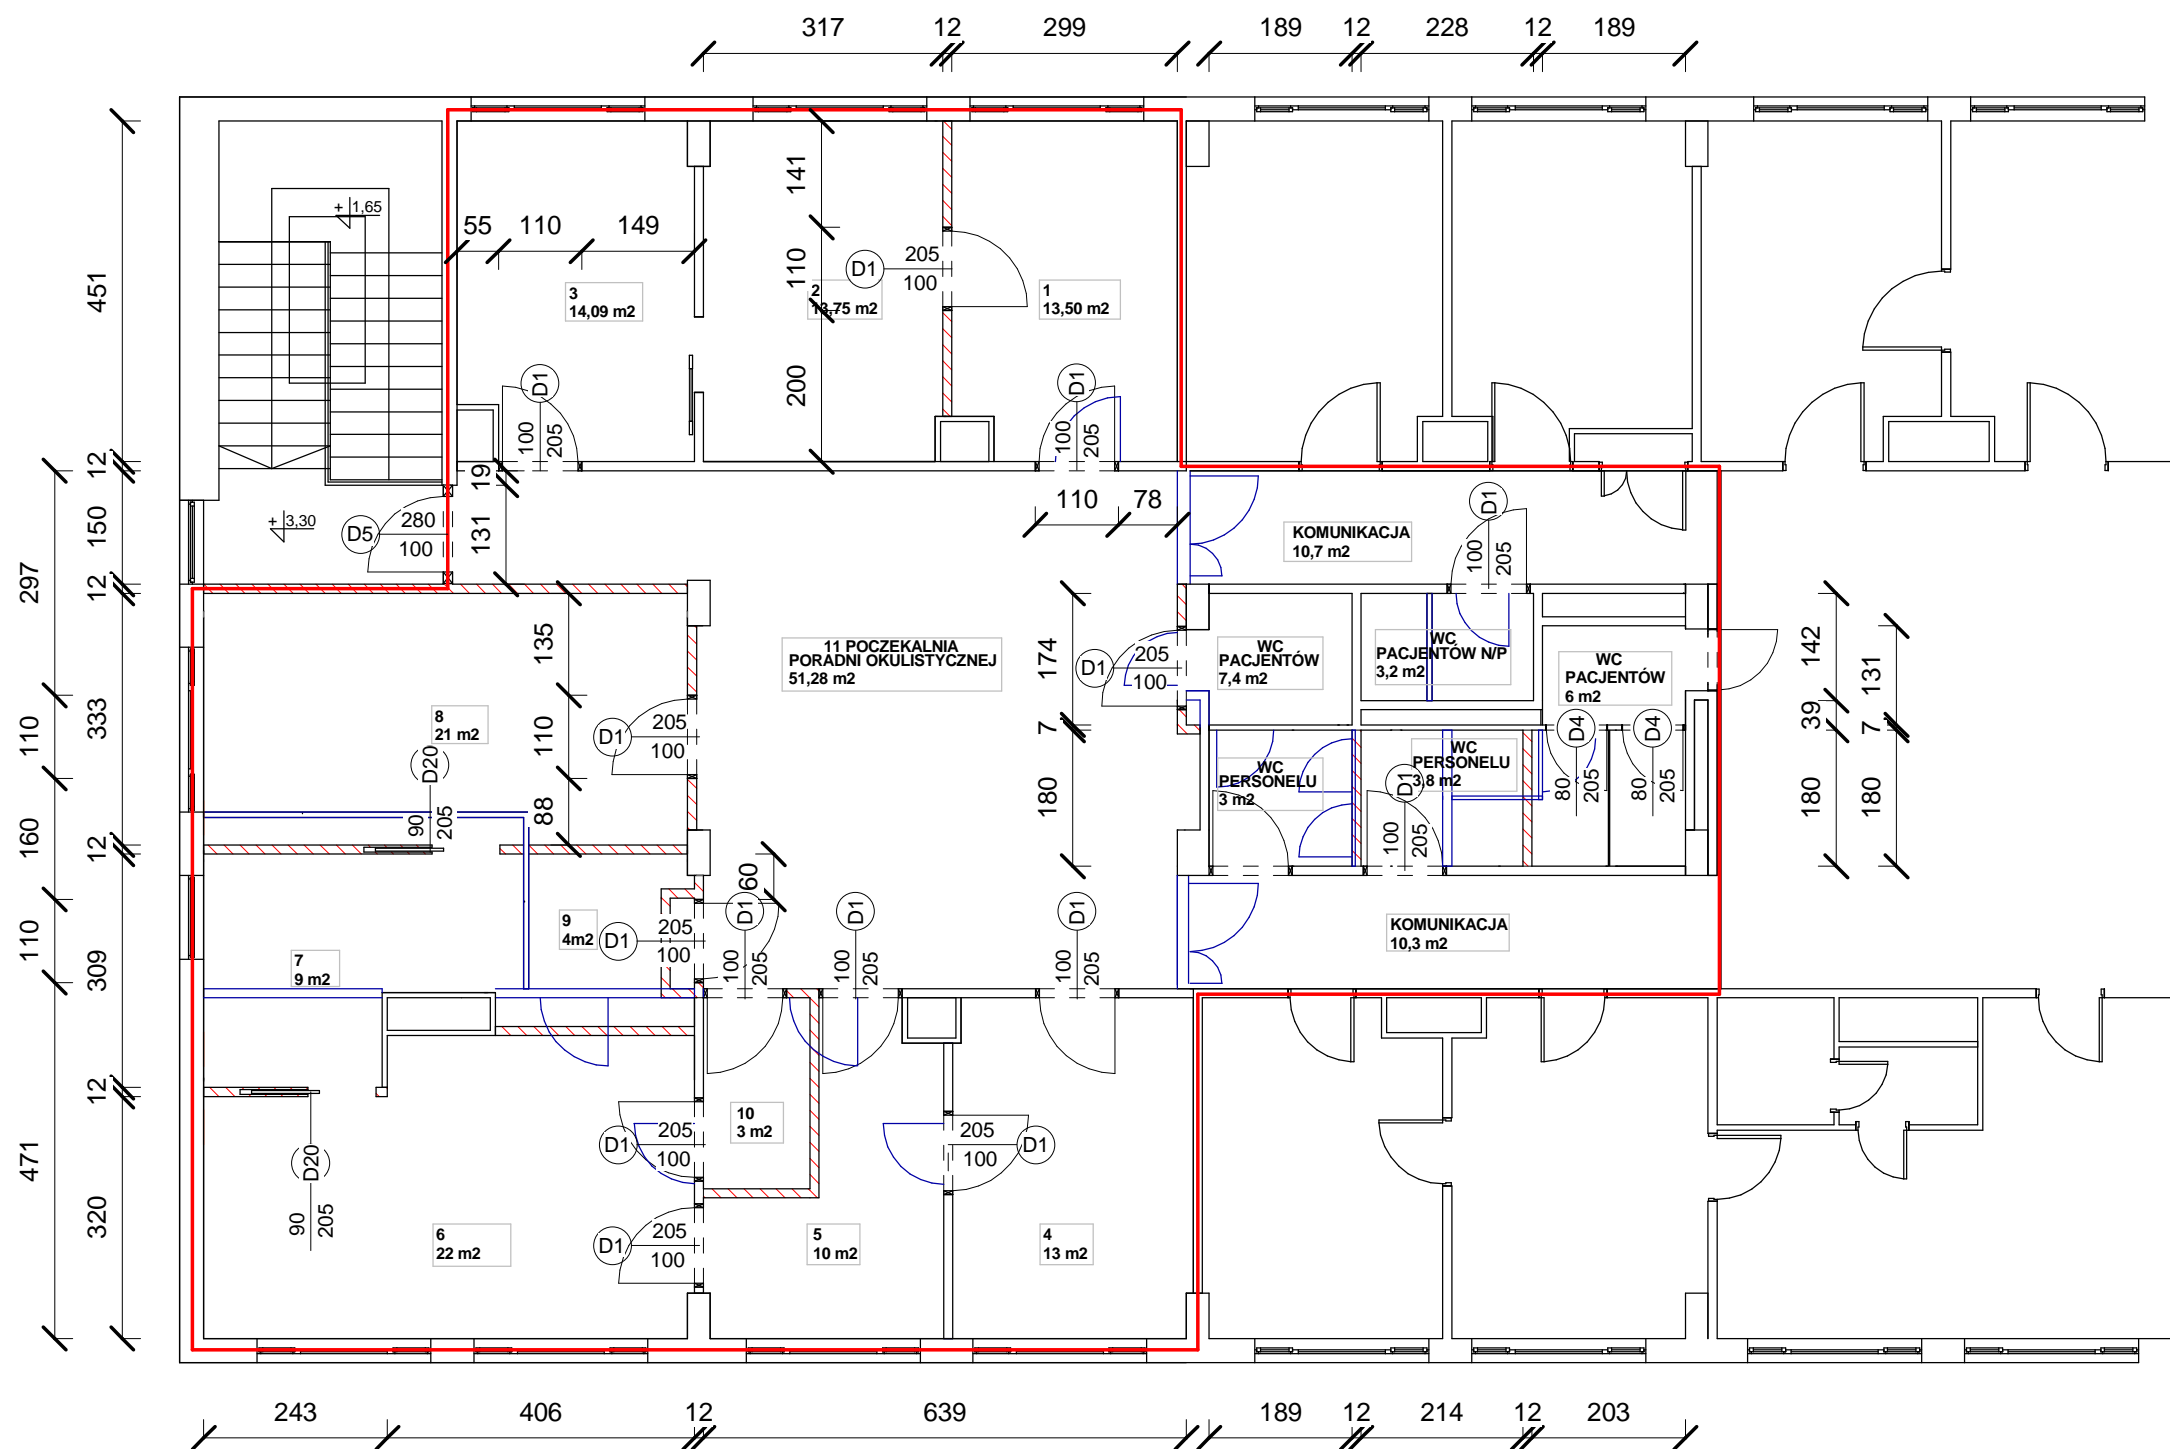 317 12 299 189 12 228 12 189
451
12
150
12
333
12
309
12
320
297
110
160
110
471
+ 1,65
+ 3,30
55 110 149
141
110
200
D1 205
100
3
14,09 m2
2
13,75 m2
1
13,50 m2
D1
100 205
D1
100 205
19
131
D5 280
100
110 78
KOMUNIKACJA
10,7 m2
D1
100 205
135
110
88
11 POCZEKALNIA
PORADNI OKULISTYCZNEJ
51,28 m2
174
7
180
D1 205
100
WC
PACJENTÓW
7,4 m2
WC
PACJENTÓW N/P
3,2 m2
WC
PACJENTÓW
6 m2
142
39
180
131
7
180
8
21 m2
D1 205
100
D20
90 205
WC
PERSONELU
3 m2
WC
PERSONELU
3,8 m2
D1
100 205
D4
80 205
D4
80 205
60
9
4m2
D1 205
100
D1
100 205
D1
100 205
D1
100 205
KOMUNIKACJA
10,3 m2
7
9 m2
10
3 m2
D1 205
100
205 D1
100
D20
90 205
6
22 m2
D1 205
100
5
10 m2
4
13 m2
243 406 12 639 189 12 214 12 203